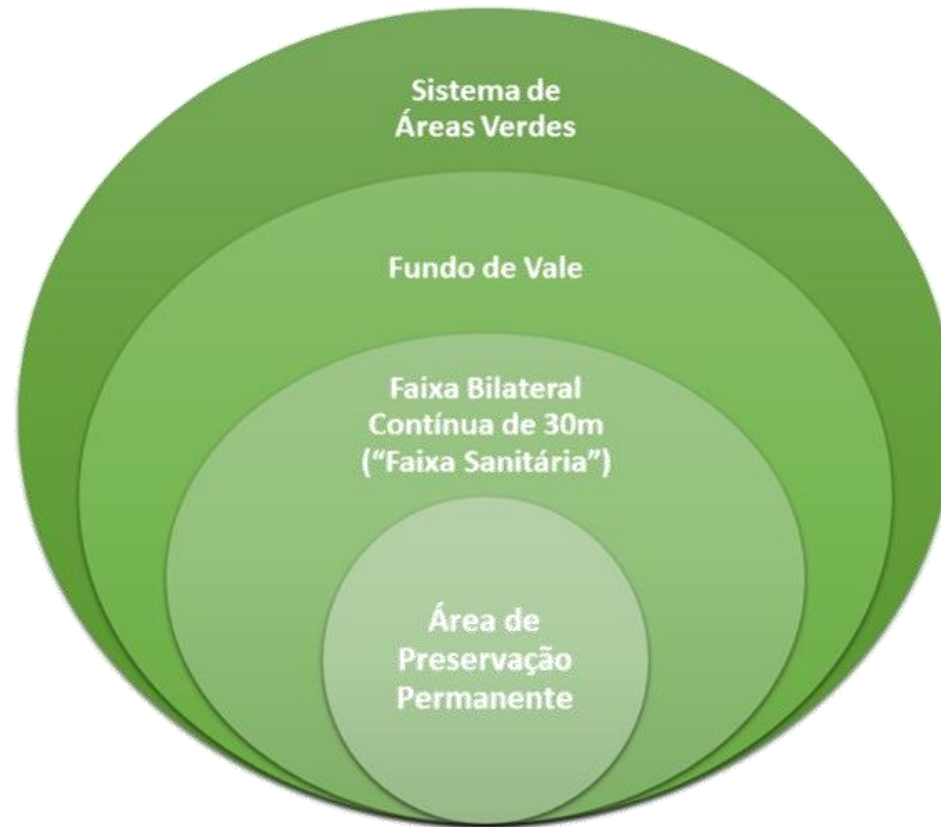 Sistema de
Áreas Verdes
Fundo de Vale
Faixa Bilateral
Contínua de 30m
(“Faixa Sanitária”)
Área de
Preservação
Permanente